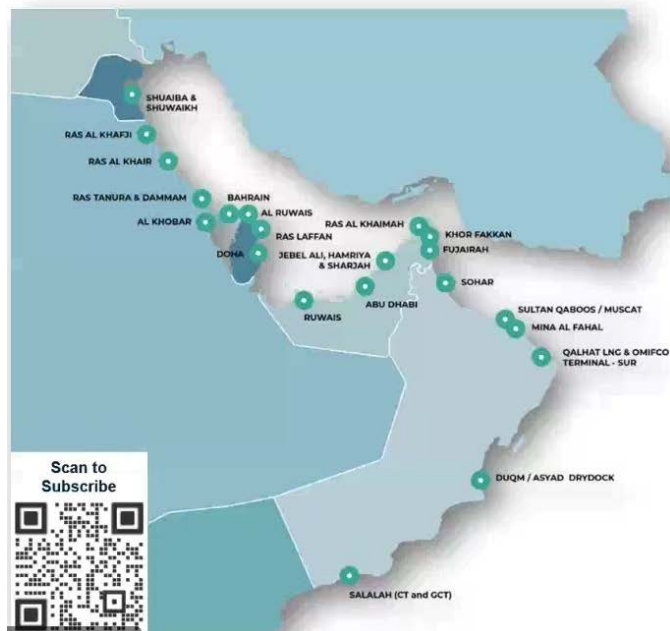 SHUAIBA &
SHUWAIKH
RAS AL KHAFJI
RAS AL KHAIR
RAS TANURA & DAMMAM
BAHRAIN
AL KHOBAR
AL RUWAIS
RAS LAFFAN
DOHA
JEBEL ALI, HAMRIYA
& SHARJAH
RAS AL KHAIMAH
KHOR FAKKAN
FUJAIRAH
RUWAIS
ABU DHABI
SOHAR
SULTAN QABOOS / MUSCAT
MINA AL FAHAL
QALHAT LNG & OMIFCO
TERMINAL - SUR
DUQM / ASYAD DRYDOCK
SALALAH (CT and GCT)
Scan to
Subscribe